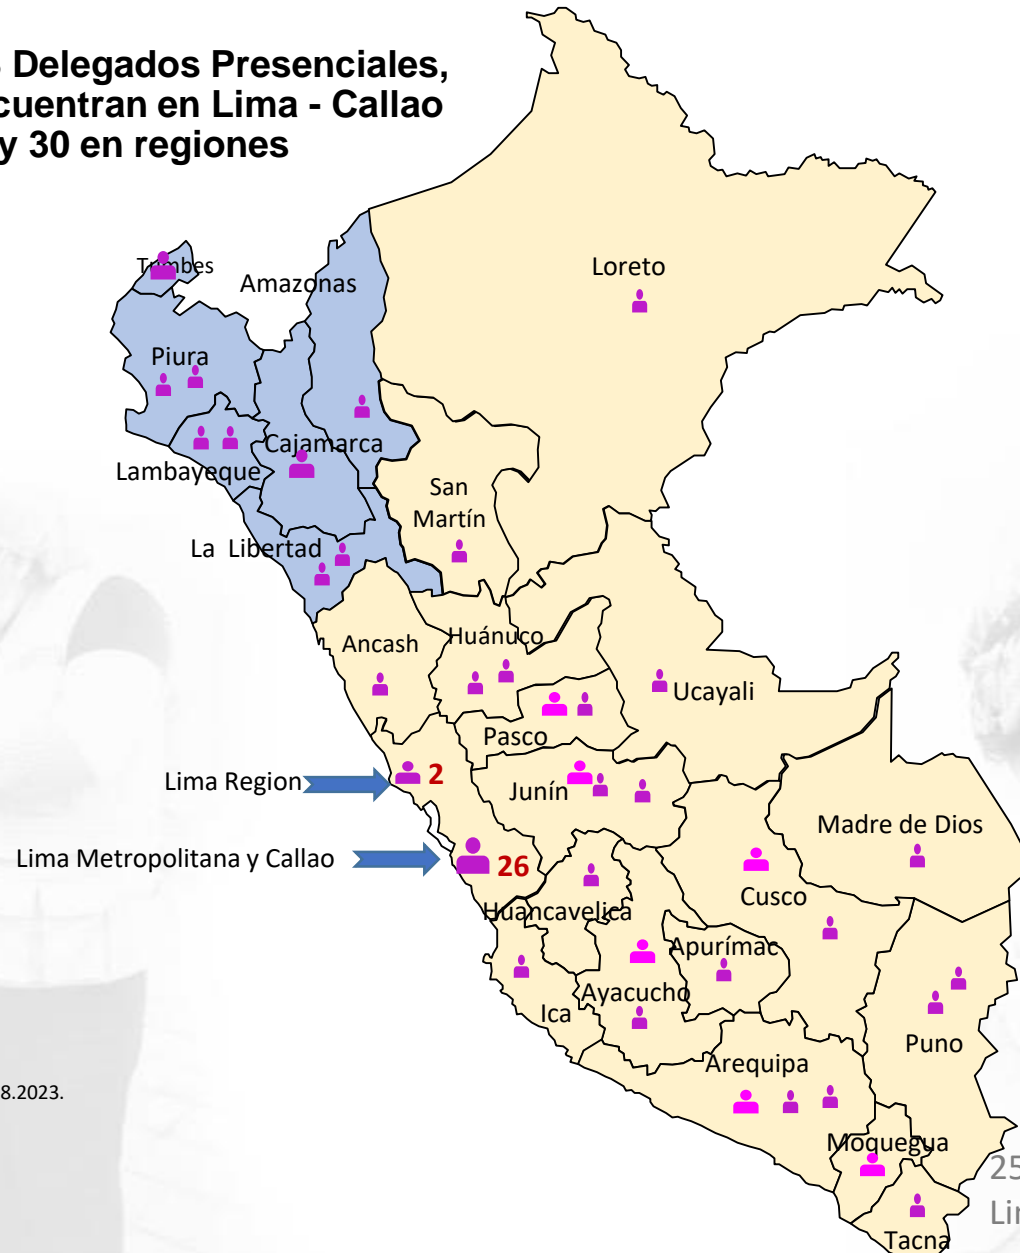 Delegados Presenciales,
cuentran en Lima - Callao
y 30 en regiones
Tumbes
Amazonas
Loreto
Piura
Cajamarca
Lambayeque
San
Martín
La Libertad
Ancash
Huánuco
Ucayali
Pasco
Lima Region
2
Junín
Madre de Dios
Lima Metropolitana y Callao
26
Cusco
Huancavelica
Apurímac
Ayacucho
Ica
Puno
Arequipa
8.2023.
Moquegua
25
Lir
Tacna